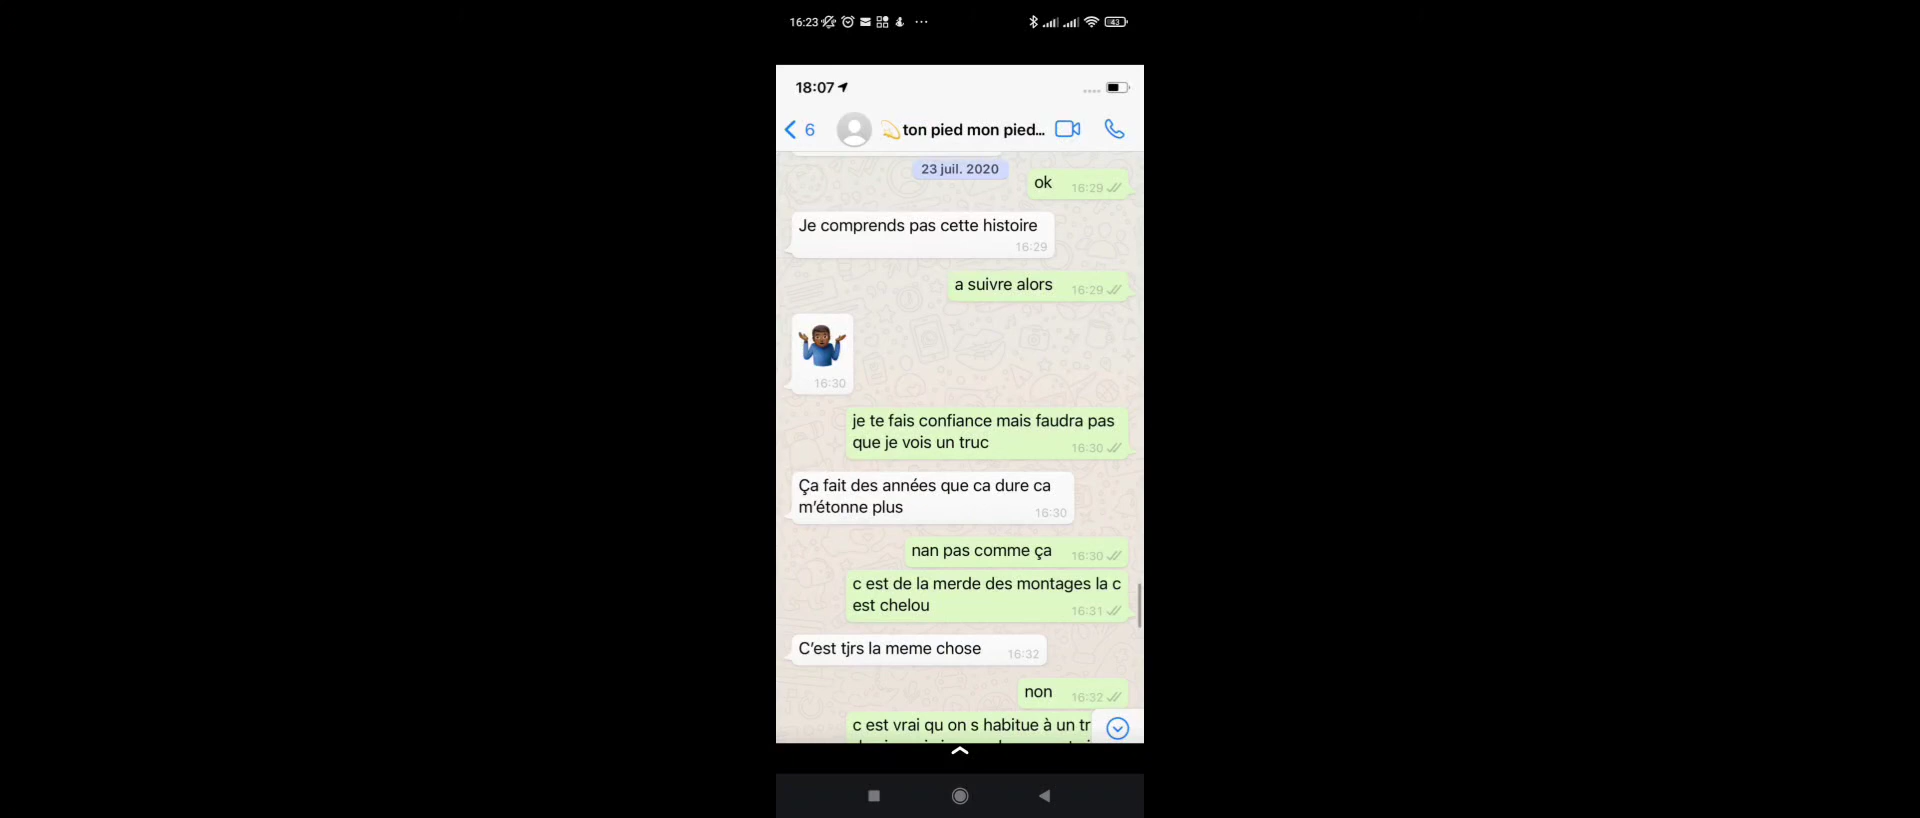 16:23
43
18:07
6
ton pied mon pied...
23 juil. 2020
ok 16:29
Je comprends pas cette histoire
16:29
a suivre alors 16:29
16:30
je te fais confiance mais faudra pas
que je vois un truc 16:30
Ça fait des années que ca dure ca
m'étonne plus 16:30
nan pas comme ça 16:30
c est de la merde des montages la c
est chelou 16:31
C'est tjrs la meme chose 16:32
non 16:32
c est vrai qu on s habitue à un tr